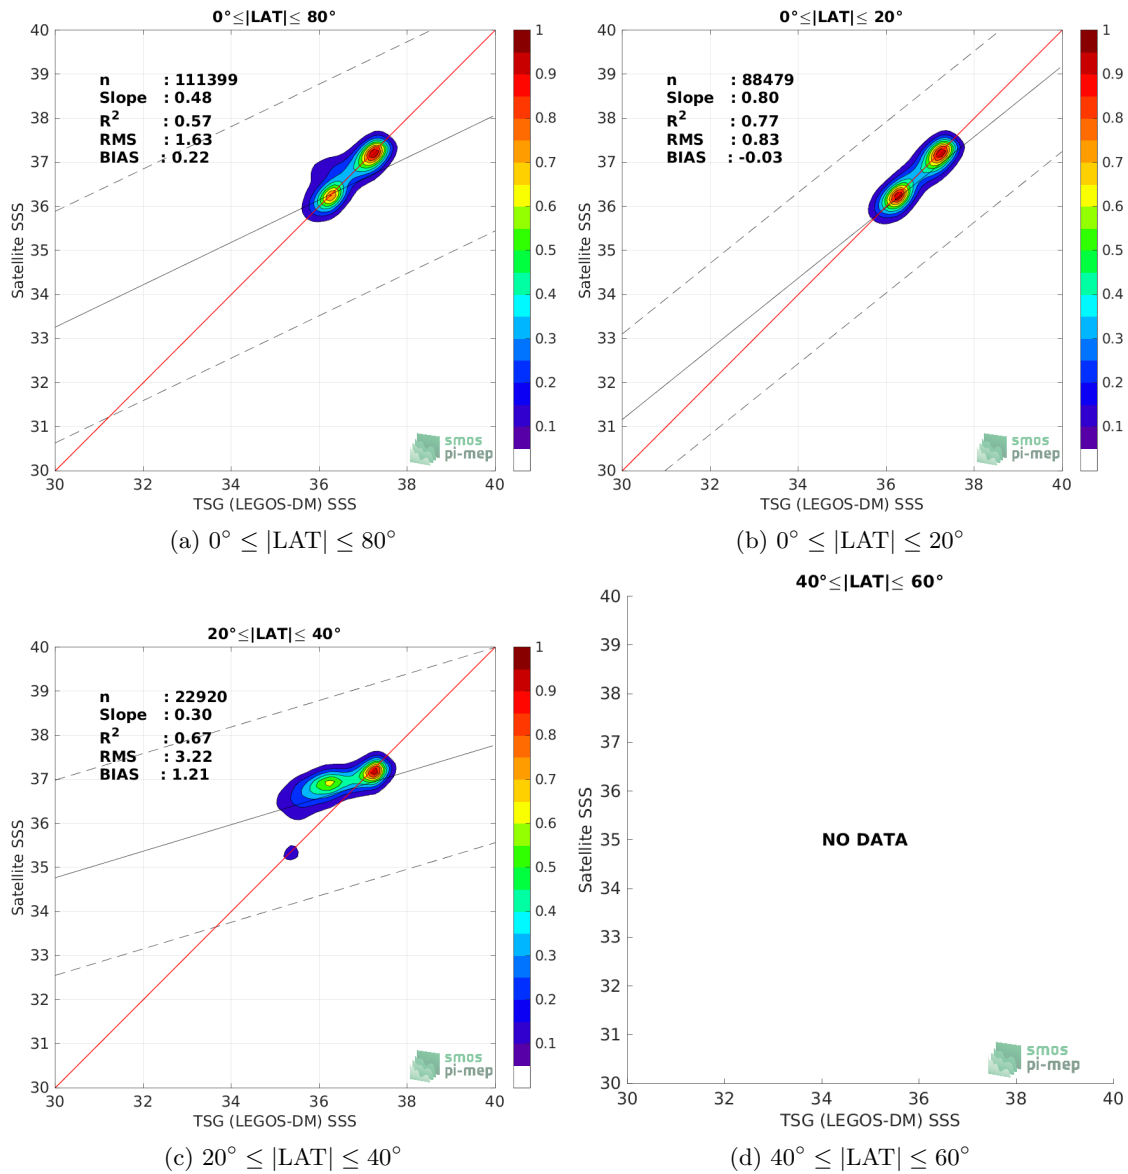 0°≤|LAT|≤ 80°
n : 111399
Slope : 0.48
R² : 0.57
RMS : 1.63
BIAS : 0.22
40
39
38
37
36
35
34
33
32
31
30
30 32 34 36 38 40
Satellite SSS
TSG (LEGOS-DM) SSS
1
0.9
0.8
0.7
0.6
0.5
0.4
0.3
0.2
0.1
smos
pi-mep
(a) 0° ≤ |LAT| ≤ 80°
0°≤|LAT|≤ 20°
n : 88479
Slope : 0.80
R² : 0.77
RMS : 0.83
BIAS : -0.03
40
39
38
37
36
35
34
33
32
31
30
30 32 34 36 38 40
Satellite SSS
TSG (LEGOS-DM) SSS
1
0.9
0.8
0.7
0.6
0.5
0.4
0.3
0.2
0.1
smos
pi-mep
(b) 0° ≤ |LAT| ≤ 20°
20°≤|LAT|≤ 40°
n : 22920
Slope : 0.30
R² : 0.67
RMS : 3.22
BIAS : 1.21
40
39
38
37
36
35
34
33
32
31
30
30 32 34 36 38 40
Satellite SSS
TSG (LEGOS-DM) SSS
1
0.9
0.8
0.7
0.6
0.5
0.4
0.3
0.2
0.1
smos
pi-mep
(c) 20° ≤ |LAT| ≤ 40°
40°≤|LAT|≤ 60°
40
39
38
37
36
35
34
33
32
31
30
30 32 34 36 38 40
Satellite SSS
NO DATA
TSG (LEGOS-DM) SSS
smos
pi-mep
(d) 40° ≤ |LAT| ≤ 60°